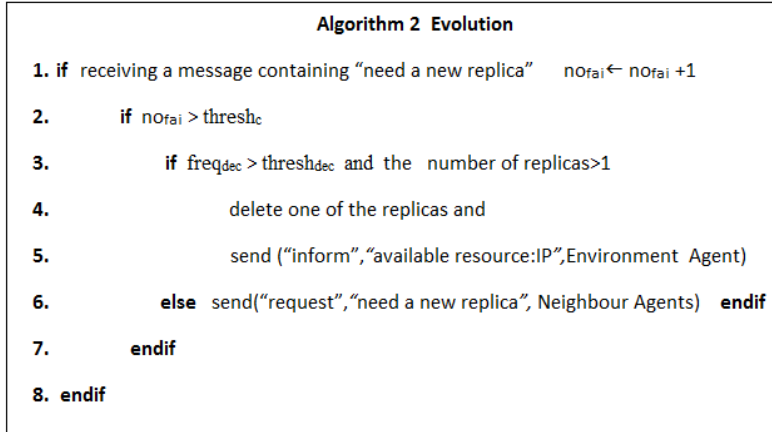 Algorithm 2 Evolution
1. if receiving a message containing “need a new replica” nofai← nofai +1
2. if nofai > threshc
3. if freqdec > threshdec and the number of replicas>1
4. delete one of the replicas and
5. send (“inform”,“available resource:IP”,Environment Agent)
6. else send(“request”,“need a new replica”, Neighbour Agents) endif
7. endif
8. endif